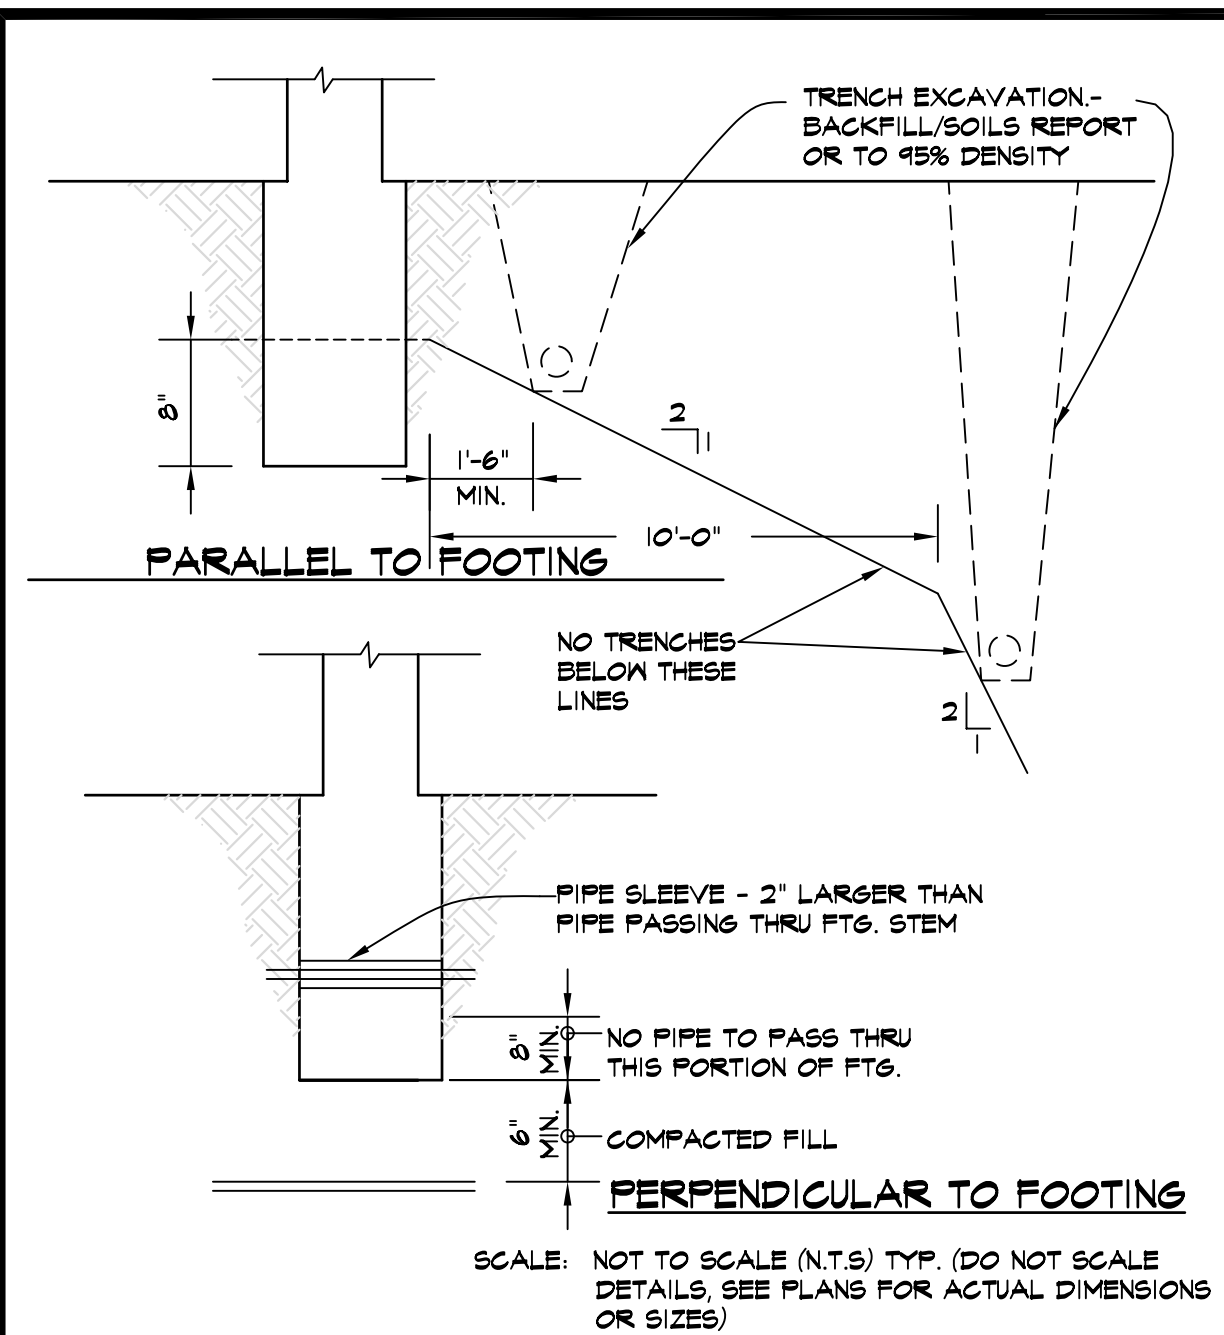 TRENCH EXCAVATION.-
BACKFILL/SOILS REPORT
OR TO 95% DENSITY
8"
2
1
1'-6"
MIN.
10'-0"
PARALLEL TO FOOTING
NO TRENCHES
BELOW THESE
LINES
2
1
PIPE SLEEVE - 2" LARGER THAN
PIPE PASSING THRU FTG. STEM
8"
MIN.
NO PIPE TO PASS THRU
THIS PORTION OF FTG.
6"
MIN.
COMPACTED FILL
PERPENDICULAR TO FOOTING
SCALE: NOT TO SCALE (N.T.S) TYP. (DO NOT SCALE
DETAILS, SEE PLANS FOR ACTUAL DIMENSIONS
OR SIZES)